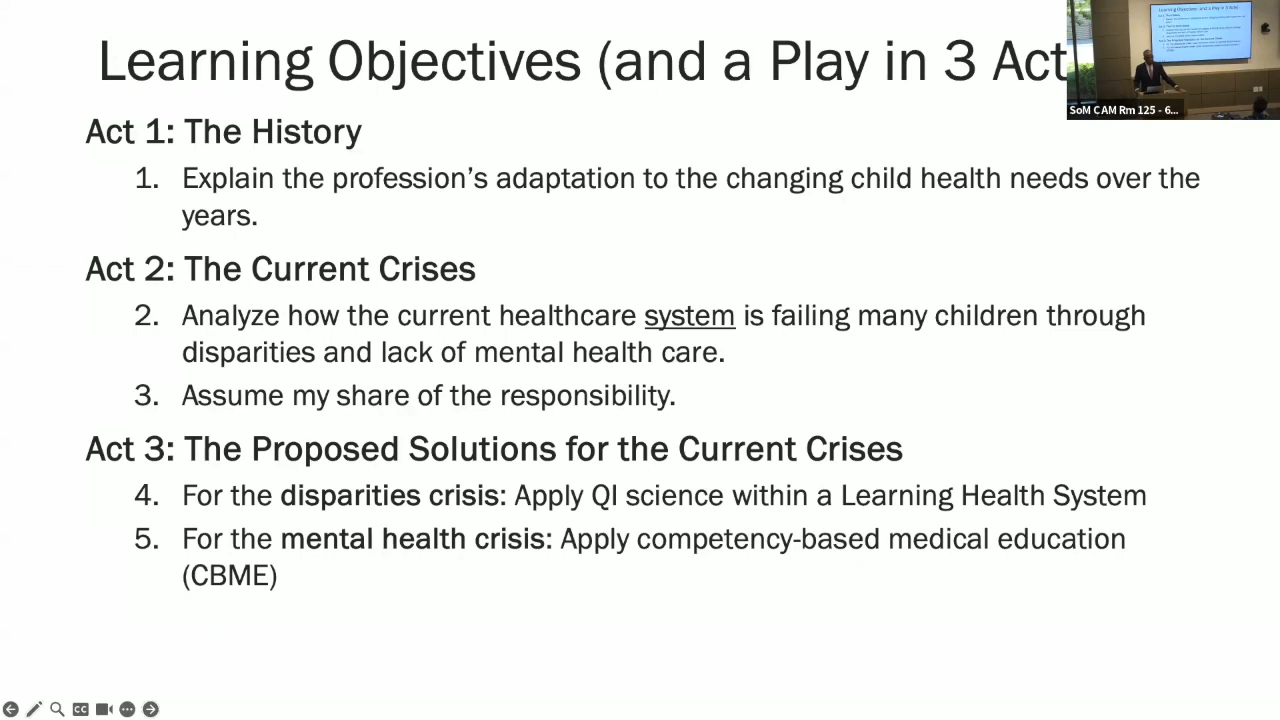 Learning Objectives (and a Play in 3 Act
Act 1: The History
1. Explain the profession's adaptation to the changing child health needs over the
years.
Act 2: The Current Crises
2. Analyze how the current healthcare system is failing many children through
disparities and lack of mental health care.
3. Assume my share of the responsibility.
Act 3: The Proposed Solutions for the Current Crises
4. For the disparities crisis: Apply QI science within a Learning Health System
5. For the mental health crisis: Apply competency-based medical education
(CBME)
SoM CAM Rm 125 - 6...
CC